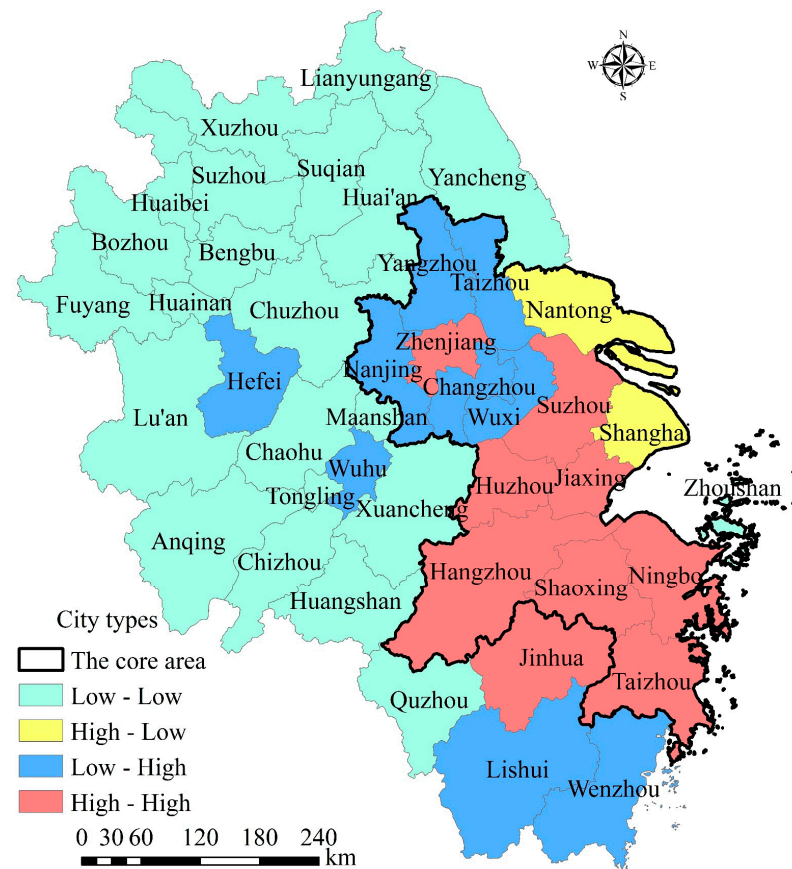 N
W E
S
Lianyungang
Xuzhou
Suqian
Suzhou
Yancheng
Huai'an
Huaibei
Bozhou
Bengbu
Yangzhou
Taizhou
Fuyang
Huainan
Chuzhou
Nantong
Zhenjiang
Nanjing
Hefei
Changzhou
Suzhou
Lu'an
Maanshan
Wuxi
Shanghai
Chaohu
Wuhu
Huzhou
Jiaxing
Zhoushan
Tongling
Xuancheng
Anqing
Chizhou
Hangzhou
Shaoxing
Ningbo
Huangshan
City types
Jinhua
The core area
Taizhou
Low - Low
Quzhou
High - Low
Low - High
Lishui
Wenzhou
High - High
0 30 60 120 180 240
km